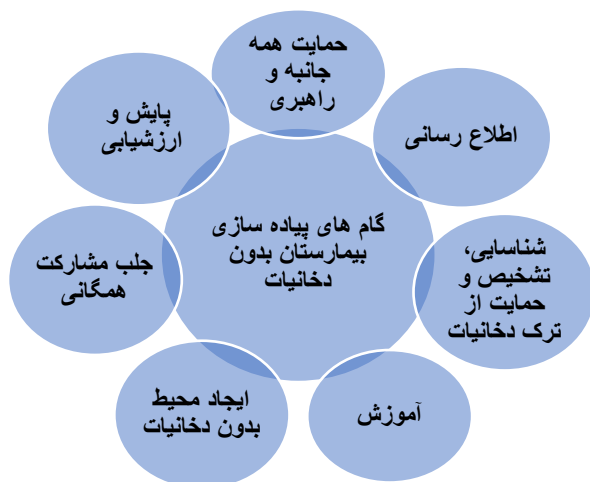 حمایت همه
جانبه و
راهبری
اطلاع رسانی
شناسایی،
تشخیص و
حمایت از
ترک دخانیات
آموزش
ایجاد محیط
بدون دخانیات
جلب مشارکت
همگانی
پایش و
ارزشیابی
گام های پیاده سازی
بیمارستان بدون
دخانیات